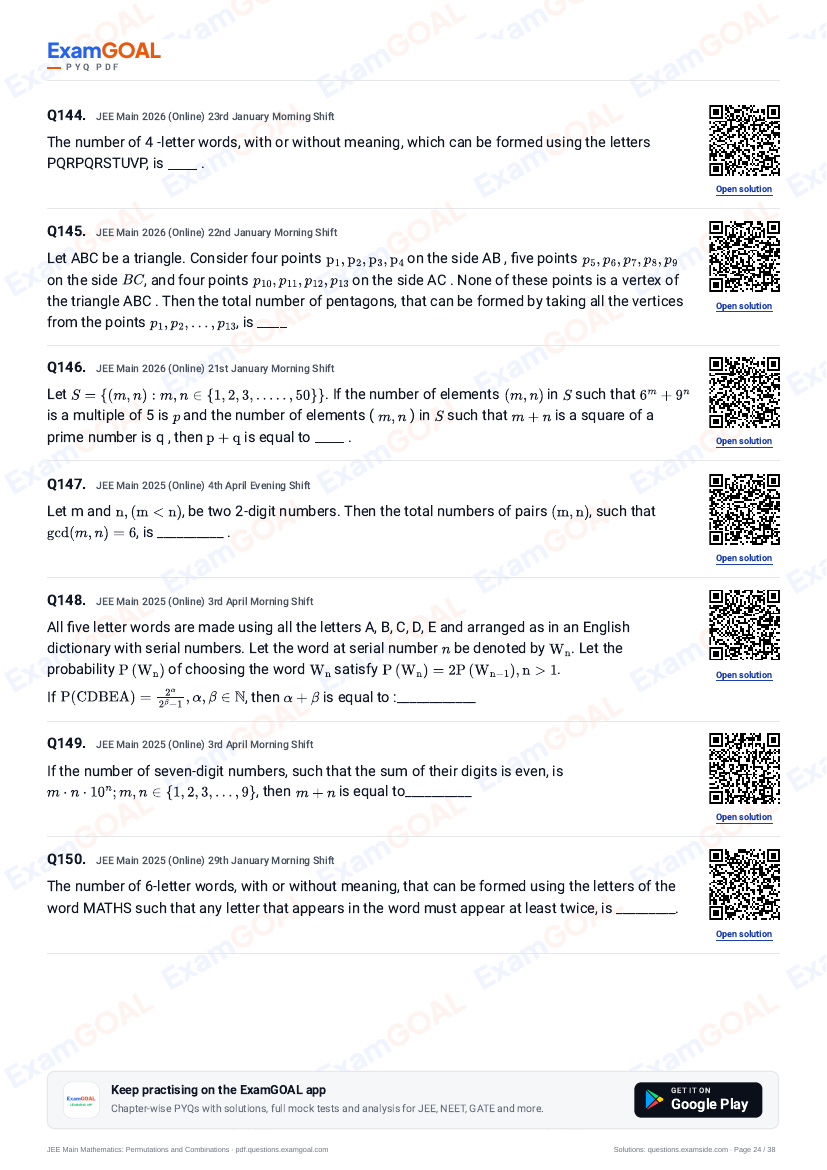 ExamGOAL
PYQ PDF
Q144. JEE Main 2026 (Online) 23rd January Morning Shift
The number of 4 -letter words, with or without meaning, which can be formed using the letters
PQRPQRSTUVP, is ____ .
Open solution
Q145. JEE Main 2026 (Online) 22nd January Morning Shift
Let ABC be a triangle. Consider four points p₁, p₂, p₃, p₄ on the side AB , five points p₅, p₆, p₇, p₈, p₉
on the side BC, and four points p₁₀, p₁₁, p₁₂, p₁₃ on the side AC . None of these points is a vertex of
the triangle ABC . Then the total number of pentagons, that can be formed by taking all the vertices
from the points p₁, p₂, . . . , p₁₃, is ____
Open solution
Q146. JEE Main 2026 (Online) 21st January Morning Shift
Let S = {(m, n) : m, n ∈ {1, 2, 3, . . . . . , 50}}. If the number of elements (m, n) in S such that 6ᵐ + 9ⁿ
is a multiple of 5 is p and the number of elements ( m, n ) in S such that m + n is a square of a
prime number is q , then p + q is equal to ____ .
Open solution
Q147. JEE Main 2025 (Online) 4th April Evening Shift
Let m and n, (m < n), be two 2-digit numbers. Then the total numbers of pairs (m, n), such that
gcd(m, n) = 6, is __________ .
Open solution
Q148. JEE Main 2025 (Online) 3rd April Morning Shift
All five letter words are made using all the letters A, B, C, D, E and arranged as in an English
dictionary with serial numbers. Let the word at serial number n be denoted by Wₙ. Let the
probability P (Wₙ) of choosing the word Wₙ satisfy P (Wₙ) = 2P (Wₙ₋₁), n > 1.
If P(CDBEA) = 2^α / (2^β − 1), α, β ∈ ℕ, then α + β is equal to :____________
Open solution
Q149. JEE Main 2025 (Online) 3rd April Morning Shift
If the number of seven-digit numbers, such that the sum of their digits is even, is
m · n · 10ⁿ; m, n ∈ {1, 2, 3, . . . , 9}, then m + n is equal to__________
Open solution
Q150. JEE Main 2025 (Online) 29th January Morning Shift
The number of 6-letter words, with or without meaning, that can be formed using the letters of the
word MATHS such that any letter that appears in the word must appear at least twice, is _________.
Open solution
ExamGOAL
Keep practising on the ExamGOAL app
Chapter-wise PYQs with solutions, full mock tests and analysis for JEE, NEET, GATE and more.
GET IT ON
Google Play
JEE Main Mathematics: Permutations and Combinations · pdf.questions.examgoal.com
Solutions: questions.examside.com · Page 24 / 38